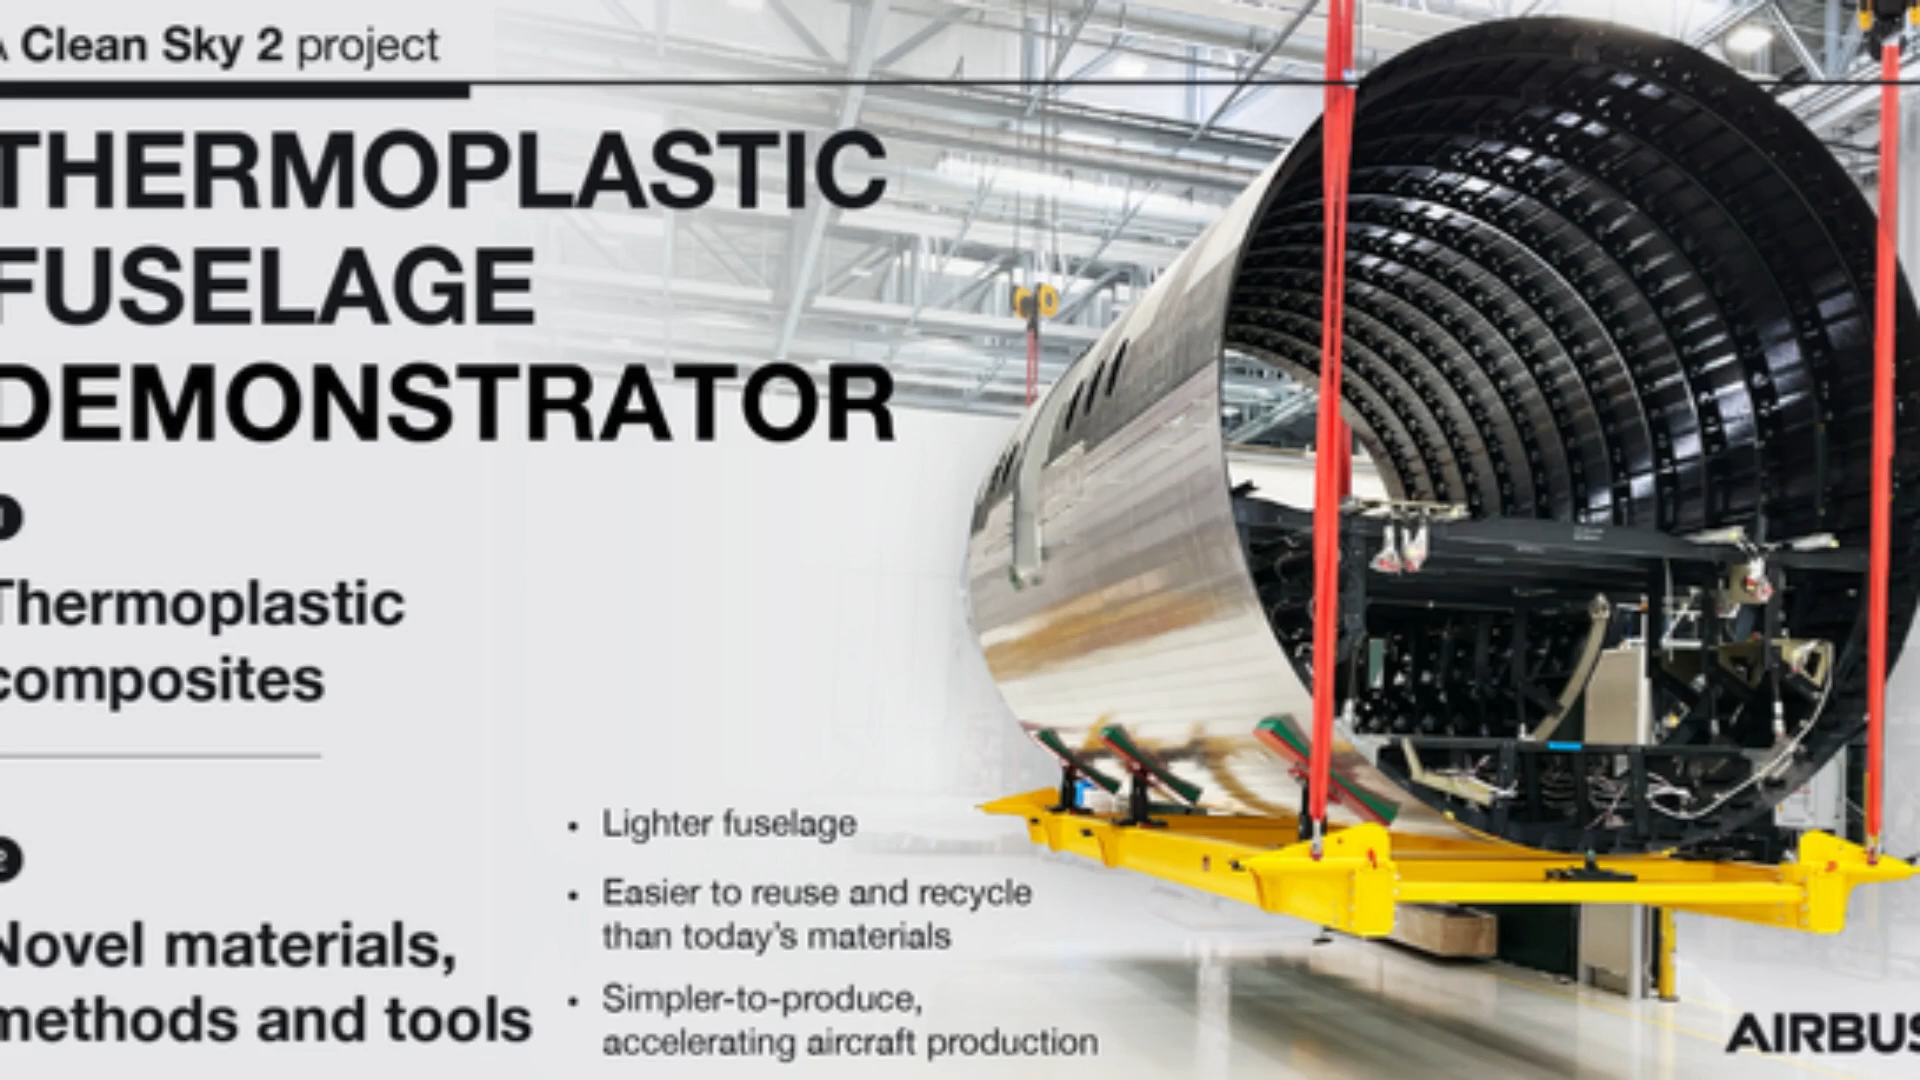 A Clean Sky 2 project
THERMOPLASTIC
FUSELAGE
DEMONSTRATOR
Thermoplastic
composites
Novel materials,
methods and tools
• Lighter fuselage
• Easier to reuse and recycle
than today's materials
• Simpler-to-produce,
accelerating aircraft production
AIRBUS